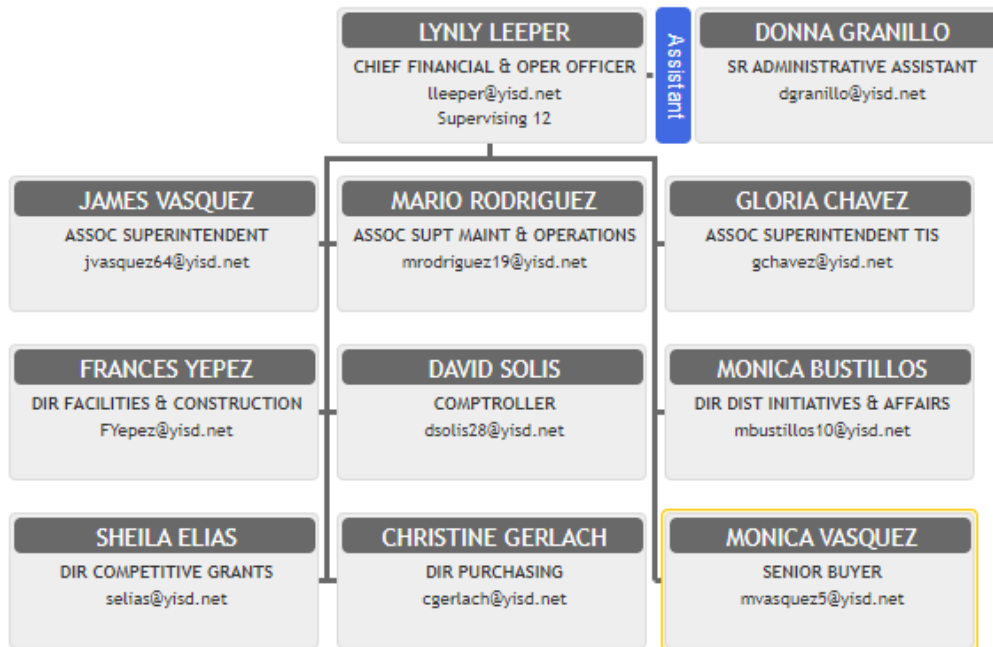 LYNLY LEEPER
CHIEF FINANCIAL & OPER OFFICER
lleeper@yisd.net
Supervising 12
Assistant
DONNA GRANILLO
SR ADMINISTRATIVE ASSISTANT
dgranillo@yisd.net
JAMES VASQUEZ
ASSOC SUPERINTENDENT
jvasquez64@yisd.net
MARIO RODRIGUEZ
ASSOC SUPT MAINT & OPERATIONS
mrodriguez19@yisd.net
GLORIA CHAVEZ
ASSOC SUPERINTENDENT TIS
gchavez@yisd.net
FRANCES YEPEZ
DIR FACILITIES & CONSTRUCTION
FYepez@yisd.net
DAVID SOLIS
COMPTROLLER
dsolis28@yisd.net
MONICA BUSTILLOS
DIR DIST INITIATIVES & AFFAIRS
mbustillos10@yisd.net
SHEILA ELIAS
DIR COMPETITIVE GRANTS
selias@yisd.net
CHRISTINE GERLACH
DIR PURCHASING
cgerlach@yisd.net
MONICA VASQUEZ
SENIOR BUYER
mvasquez5@yisd.net